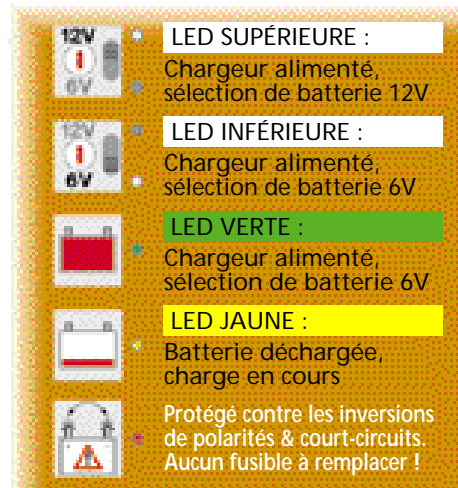 12V
6V
LED SUPÉRIEURE :
Chargeur alimenté,
sélection de batterie 12V
12V
6V
LED INFÉRIEURE :
Chargeur alimenté,
sélection de batterie 6V
LED VERTE :
Chargeur alimenté,
sélection de batterie 6V
LED JAUNE :
Batterie déchargée,
charge en cours
Protégé contre les inversions
de polarités & court-circuits.
Aucun fusible à remplacer !